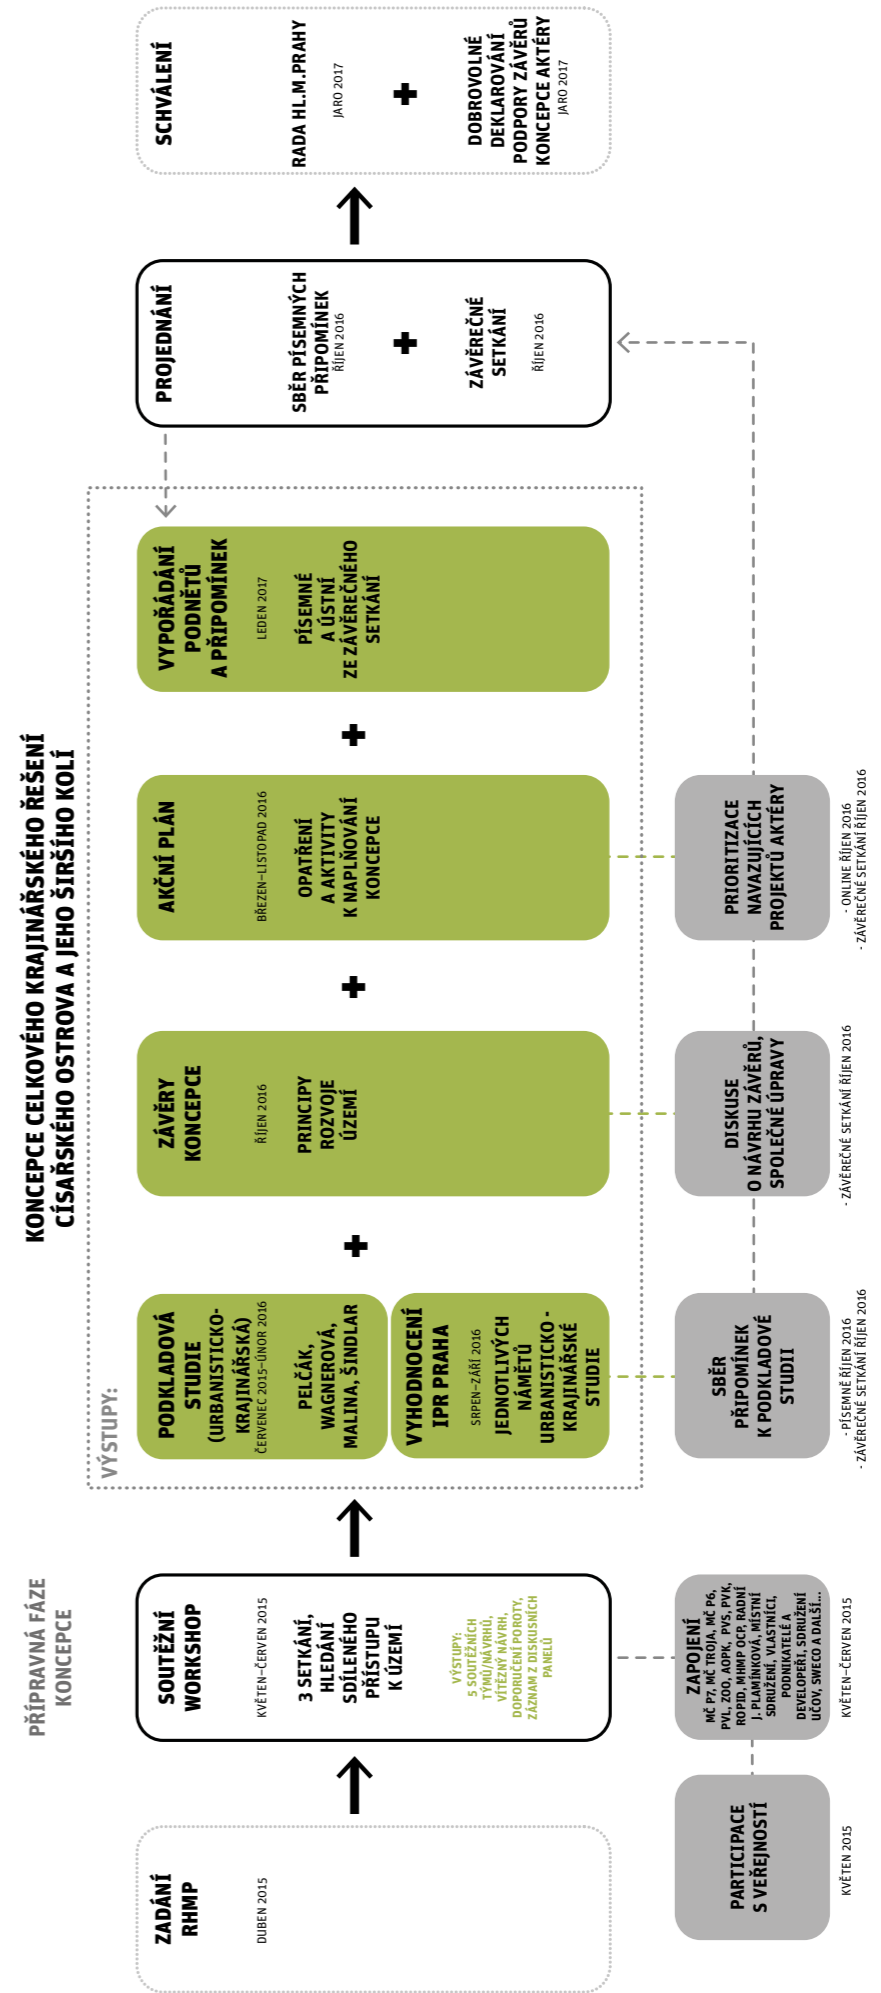 KONCEPCE CELKOVÉHO KRAJINÁŘSKÉHO ŘEŠENÍ
CÍSAŘSKÉHO OSTROVA A JEHO ŠIRŠÍHO KOLÍ
PŘÍPRAVNÁ FÁZE
KONCEPCE
VÝSTUPY:
ZADÁNÍ
RHMP
DUBEN 2015
SOUTĚŽNÍ
WORKSHOP
KVĚTEN–ČERVEN 2015
3 SETKÁNÍ,
HLEDÁNÍ
SDÍLENÉHO
PŘÍSTUPU
K ÚZEMÍ
VÝSTUPY:
5 SOUTĚŽNÍCH
TÝMŮ/NÁVRHŮ,
VÍTĚZNÝ NÁVRH,
DOPORUČENÍ POROTY,
ZÁZNAM Z DISKUSNÍCH
PANELŮ
PODKLADOVÁ
STUDIE
(URBANISTICKO-
KRAJINÁŘSKÁ)
ČERVENEC 2015–ÚNOR 2016
PELČÁK,
WAGNEROVÁ,
MALINA, ŠINDLAR
VYHODNOCENÍ
IPR PRAHA
SRPEN–ZÁŘÍ 2016
JEDNOTLIVÝCH
NÁMĚTŮ
URBANISTICKO -
KRAJINÁŘSKÉ
STUDIE
+
ZÁVĚRY
KONCEPCE
ŘÍJEN 2016
PRINCIPY
ROZVOJE
ÚZEMÍ
+
AKČNÍ PLÁN
BŘEZEN–LISTOPAD 2016
OPATŘENÍ
A AKTIVITY
K NAPLŇOVÁNÍ
KONCEPCE
+
VYPOŘÁDÁNÍ
PODNĚTŮ
A PŘIPOMÍNEK
LEDEN 2017
PÍSEMNÉ
A ÚSTNÍ
ZE ZÁVĚREČNÉHO
SETKÁNÍ
PROJEDNÁNÍ
SBĚR PÍSEMNÝCH
PŘIPOMÍNEK
ŘÍJEN 2016
+
ZÁVĚREČNÉ
SETKÁNÍ
ŘÍJEN 2016
SCHVÁLENÍ
RADA HL.M.PRAHY
JARO 2017
+
DOBROVOLNÉ
DEKLAROVÁNÍ
PODPORY ZÁVĚRŮ
KONCEPCE AKTÉRY
JARO 2017
PARTICIPACE
S VEŘEJNOSTÍ
KVĚTEN 2015
ZAPOJENÍ
MČ P7, MČ TROJA, MČ P6,
PVL, ZOO, AOPK, PVS, PVK,
ROPID, MHMP OCP, RADNÍ
J. PLAMÍNKOVÁ, MÍSTNÍ
SDRUŽENÍ, VLASTNÍCI,
PODNIKATELÉ A
DEVELOPEŘI, SDRUŽENÍ
UČOV, SWECO A DALŠÍ...
KVĚTEN–ČERVEN 2015
SBĚR
PŘIPOMÍNEK
K PODKLADOVÉ
STUDII
- PÍSEMNĚ ŘÍJEN 2016
- ZÁVĚREČNÉ SETKÁNÍ ŘÍJEN 2016
DISKUSE
O NÁVRHU ZÁVĚRŮ,
SPOLEČNÉ ÚPRAVY
- ZÁVĚREČNÉ SETKÁNÍ ŘÍJEN 2016
PRIORITIZACE
NAVAZUJÍCÍCH
PROJEKTŮ AKTÉRY
- ONLINE ŘÍJEN 2016
- ZÁVĚREČNÉ SETKÁNÍ ŘÍJEN 2016